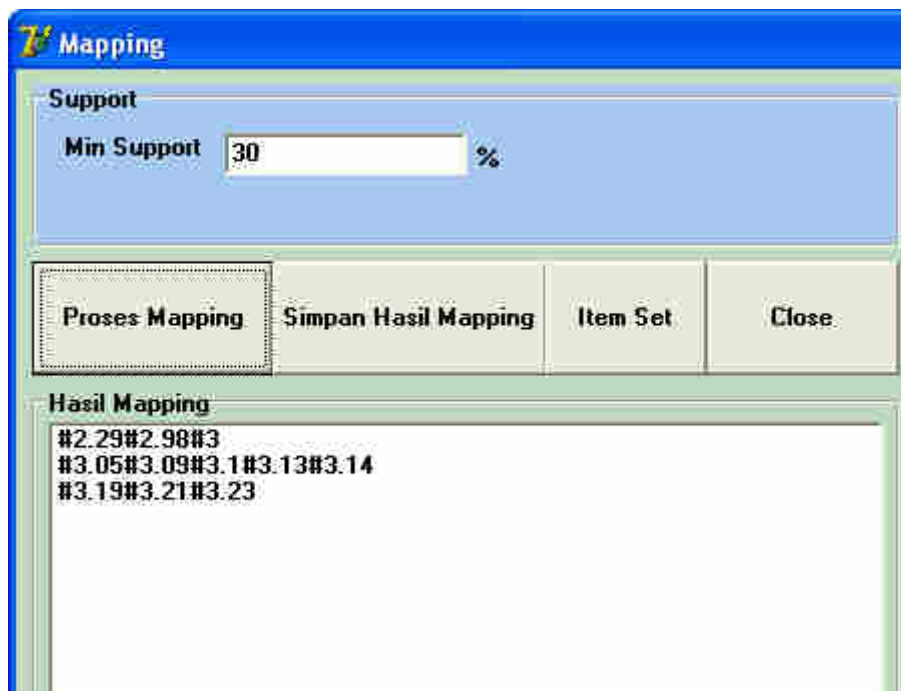 Mapping
Support
Min Support 30 %
Proses Mapping Simpan Hasil Mapping Item Set Close
Hasil Mapping
#2.29#2.98#3
#3.05#3.09#3.1#3.13#3.14
#3.19#3.21#3.23